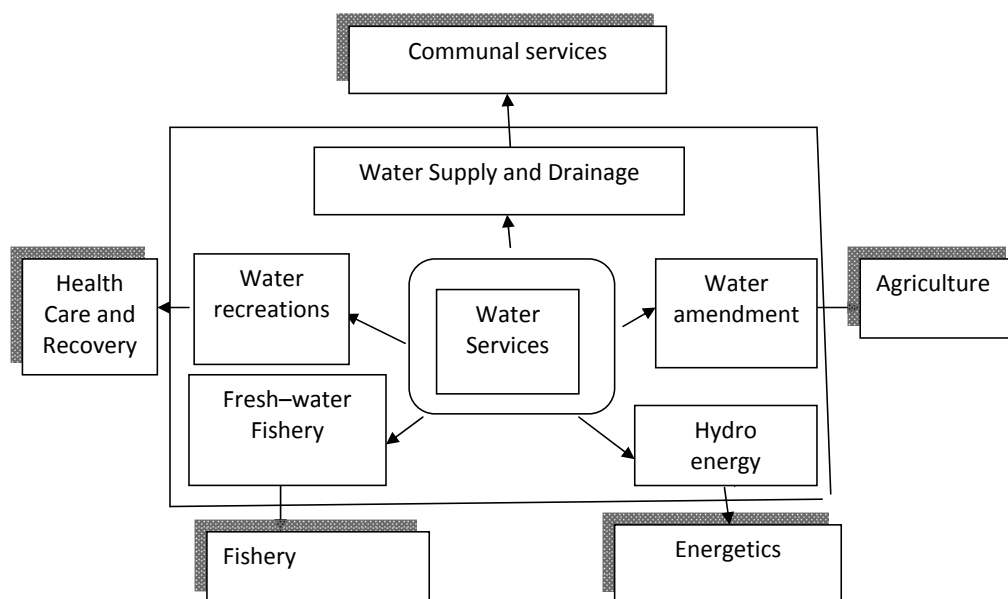 Communal services
Water Supply and Drainage
Health
Care and
Recovery
Water
recreations
Water
Services
Water
amendment
Agriculture
Fresh–water
Fishery
Hydro
energy
Fishery
Energetics